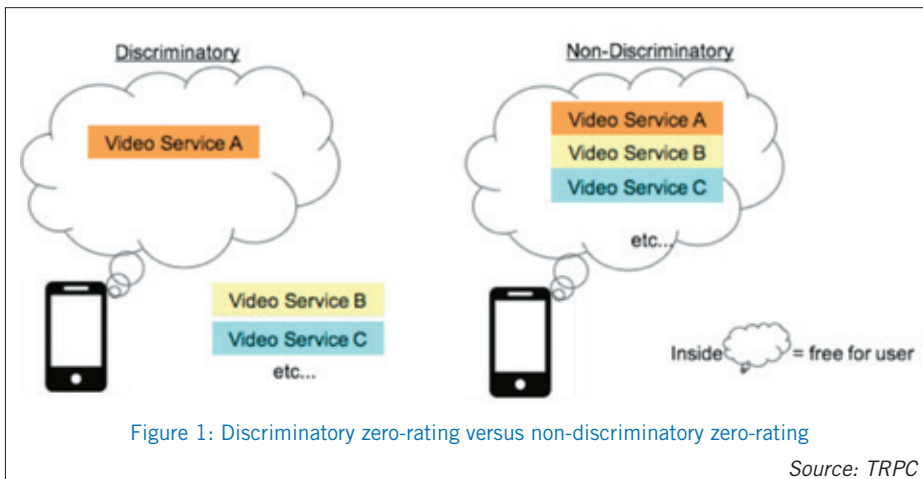 Discriminatory
Video Service A
Video Service B
Video Service C
etc...
Non-Discriminatory
Video Service A
Video Service B
Video Service C
etc...
Inside = free for user
Figure 1: Discriminatory zero-rating versus non-discriminatory zero-rating
Source: TRPC